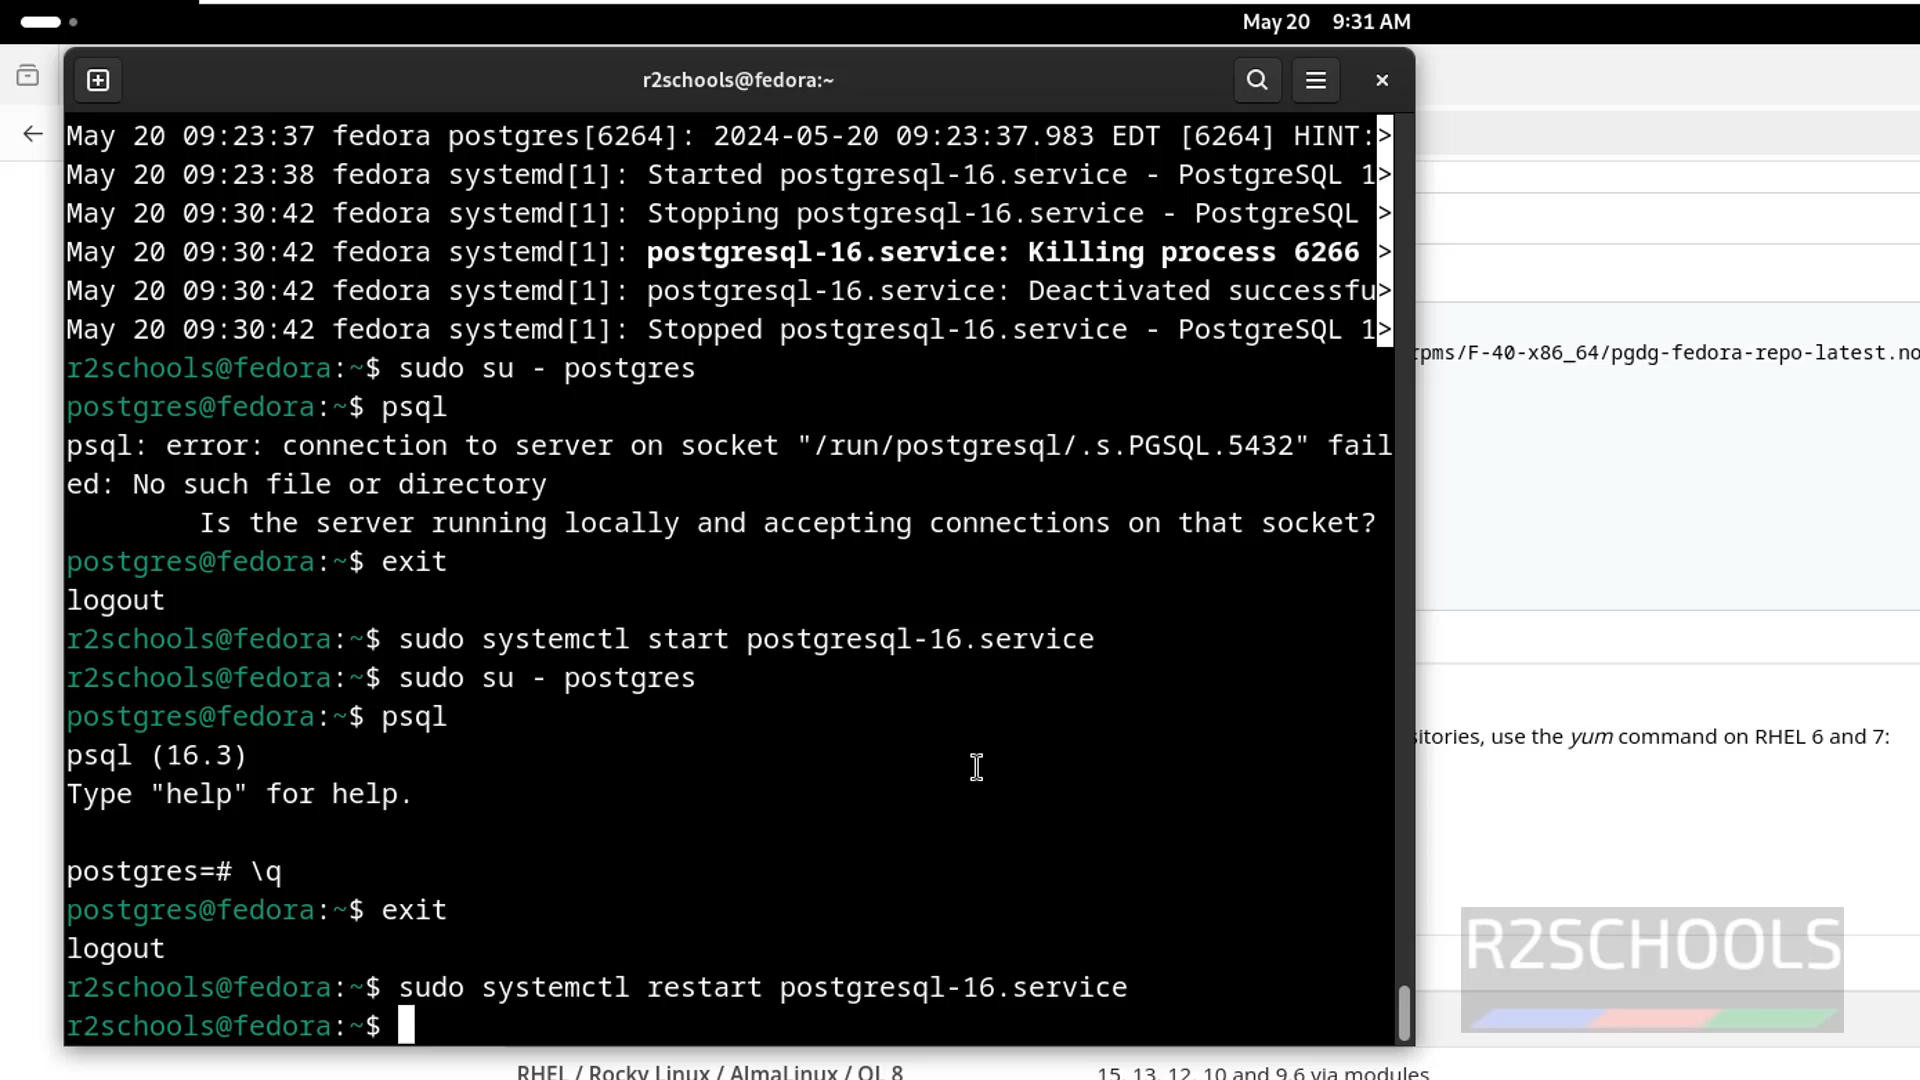 May 20 9:31 AM
r2schools@fedora:~
May 20 09:23:37 fedora postgres[6264]: 2024-05-20 09:23:37.983 EDT [6264] HINT:>
May 20 09:23:38 fedora systemd[1]: Started postgresql-16.service - PostgreSQL 1>
May 20 09:30:42 fedora systemd[1]: Stopping postgresql-16.service - PostgreSQL >
May 20 09:30:42 fedora systemd[1]: postgresql-16.service: Killing process 6266 >
May 20 09:30:42 fedora systemd[1]: postgresql-16.service: Deactivated successfu>
May 20 09:30:42 fedora systemd[1]: Stopped postgresql-16.service - PostgreSQL 1>
rpms/F-40-x86_64/pgdg-fedora-repo-latest.no
r2schools@fedora:~$ sudo su - postgres
postgres@fedora:~$ psql
psql: error: connection to server on socket "/run/postgresql/.s.PGSQL.5432" fail
ed: No such file or directory
Is the server running locally and accepting connections on that socket?
postgres@fedora:~$ exit
logout
r2schools@fedora:~$ sudo systemctl start postgresql-16.service
r2schools@fedora:~$ sudo su - postgres
postgres@fedora:~$ psql
sitories, use the yum command on RHEL 6 and 7:
psql (16.3)
Type "help" for help.
postgres=# \q
postgres@fedora:~$ exit
logout
R2SCHOOLS
r2schools@fedora:~$ sudo systemctl restart postgresql-16.service
r2schools@fedora:~$
RHEL / Rocky Linux / AlmaLinux / OL 8 15, 13, 12, 10 and 9.6 via modules